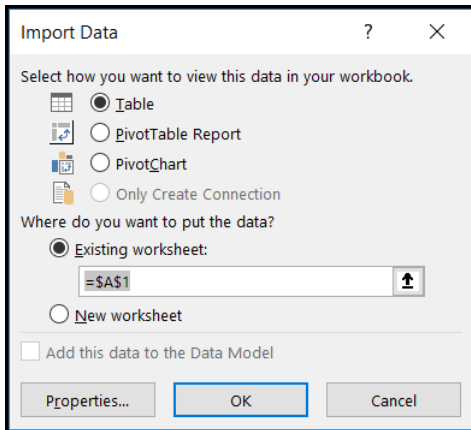 Import Data ?
Select how you want to view this data in your workbook.
Table
PivotTable Report
PivotChart
Only Create Connection
Where do you want to put the data?
Existing worksheet:
=$A$1
New worksheet
Add this data to the Data Model
Properties... OK Cancel